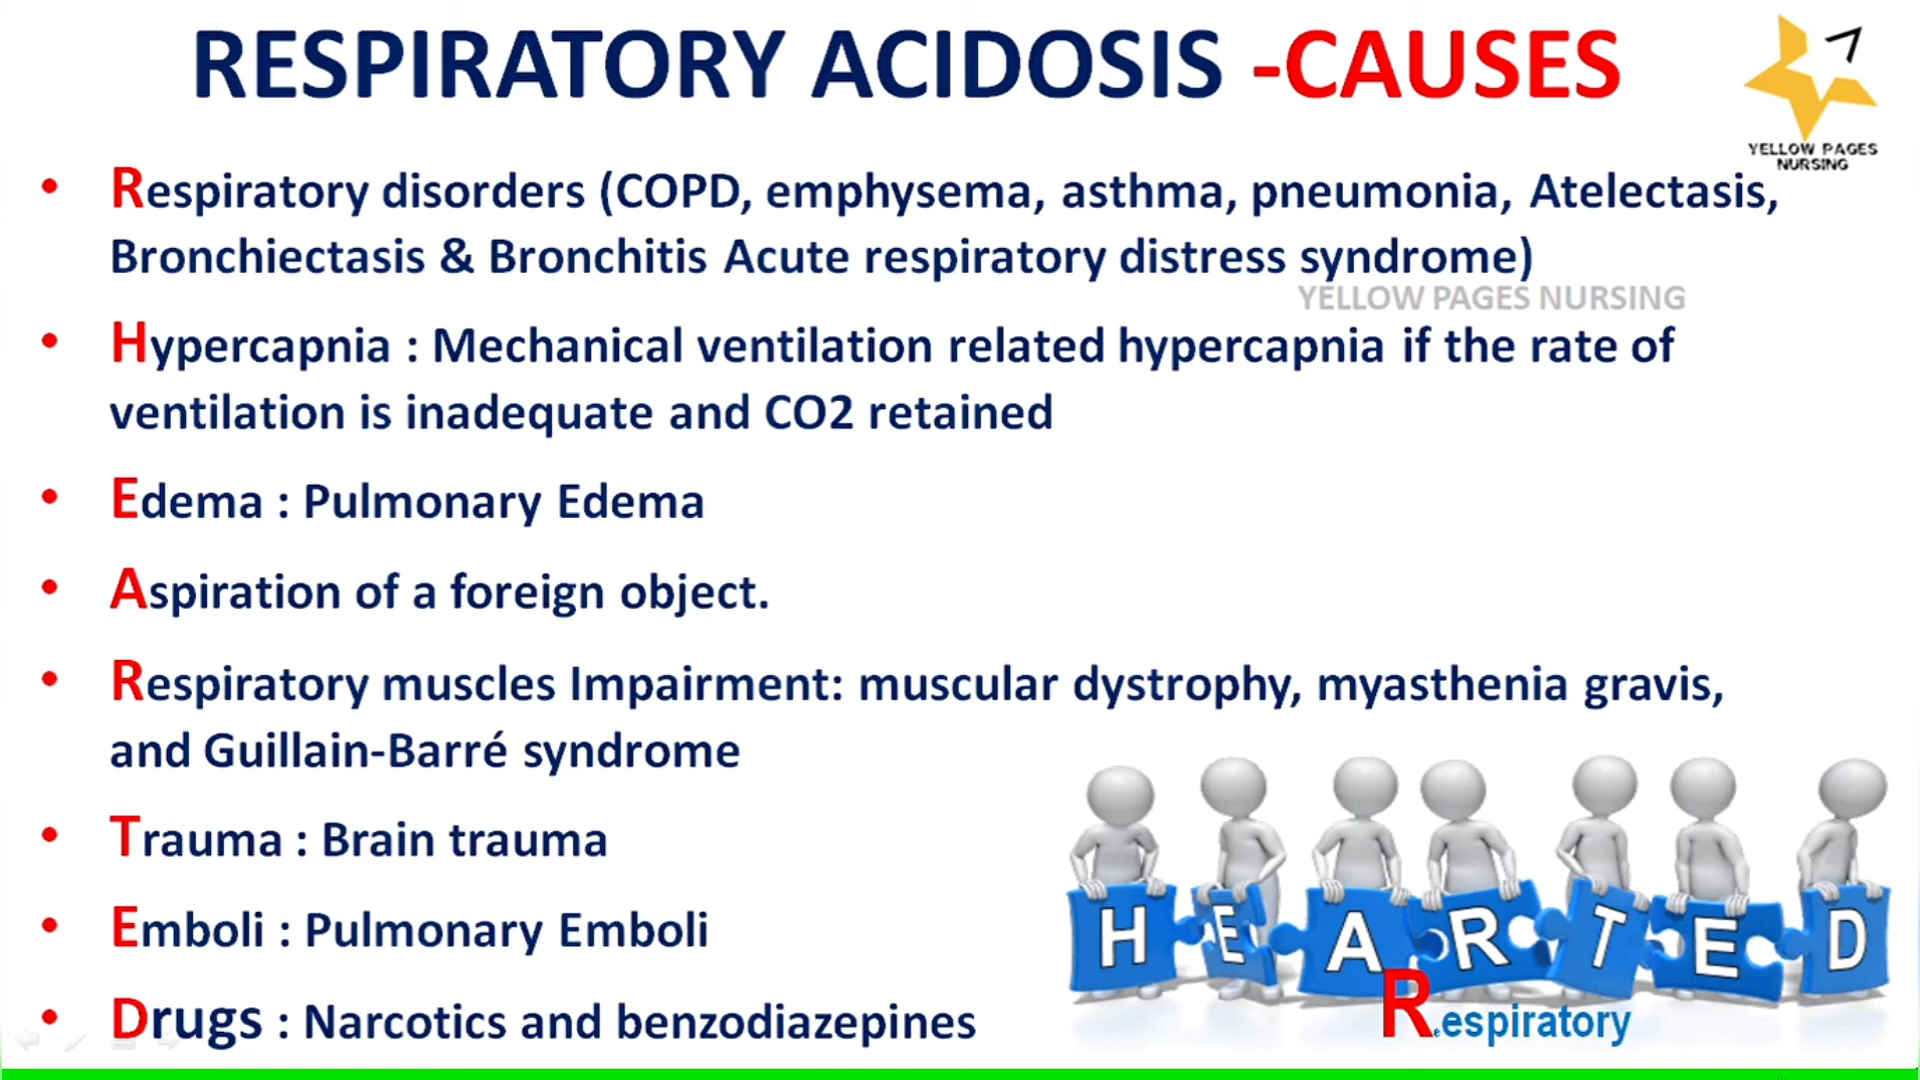 RESPIRATORY ACIDOSIS -CAUSES
YELLOW PAGES
NURSING
• Respiratory disorders (COPD, emphysema, asthma, pneumonia, Atelectasis,
Bronchiectasis & Bronchitis Acute respiratory distress syndrome)
YELLOW PAGES NURSING
• Hypercapnia : Mechanical ventilation related hypercapnia if the rate of
ventilation is inadequate and CO2 retained
• Edema : Pulmonary Edema
• Aspiration of a foreign object.
• Respiratory muscles Impairment: muscular dystrophy, myasthenia gravis,
and Guillain-Barré syndrome
• Trauma : Brain trauma
• Emboli : Pulmonary Emboli
• Drugs : Narcotics and benzodiazepines
HEARTED
R.espiratory